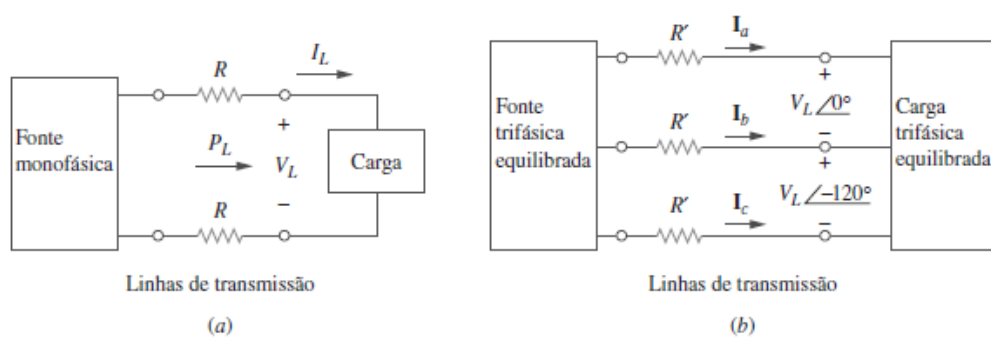 R
I_L
Fonte
monofásica
P_L
+
V_L
−
Carga
R
Linhas de transmissão
(a)
R′
I_a
+
Fonte
trifásica
equilibrada
V_L ∠0°
R′
I_b
−
+
Carga
trifásica
equilibrada
V_L ∠−120°
R′
I_c
−
Linhas de transmissão
(b)